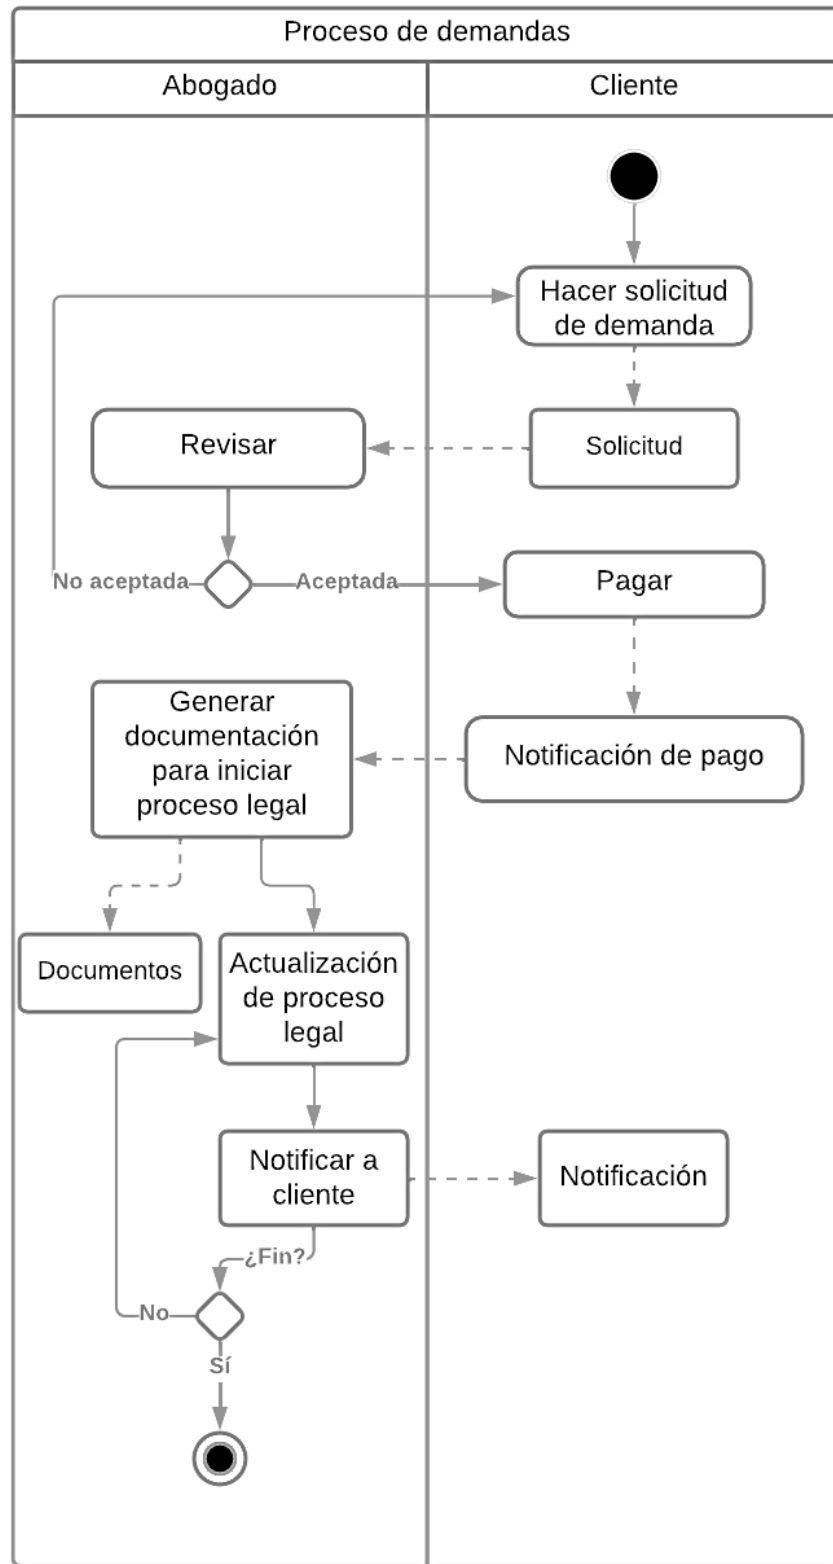 Proceso de demandas
Abogado
Cliente
Hacer solicitud
de demanda
Revisar
Solicitud
No aceptada
Aceptada
Pagar
Generar
documentación
para iniciar
proceso legal
Notificación de pago
Documentos
Actualización
de proceso
legal
Notificar a
cliente
Notificación
¿Fin?
No
Sí